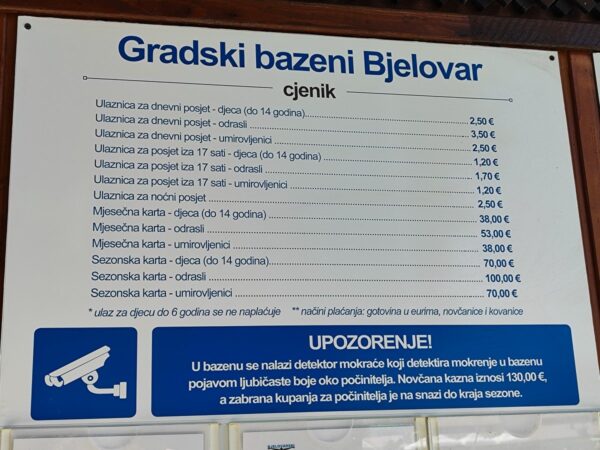 Gradski bazeni Bjelovar
cjenik
Ulaznica za dnevni posjet - djeca (do 14 godina)..........2,50 €
Ulaznica za dnevni posjet - odrasli..........3,50 €
Ulaznica za dnevni posjet - umirovljenici..........2,50 €
Ulaznica za posjet iza 17 sati - djeca (do 14 godina)..........1,20 €
Ulaznica za posjet iza 17 sati - odrasli..........1,70 €
Ulaznica za posjet iza 17 sati - umirovljenici..........1,20 €
Ulaznica za noćni posjet..........2,50 €
Mjesečna karta - djeca (do 14 godina)..........38,00 €
Mjesečna karta - odrasli..........53,00 €
Mjesečna karta - umirovljenici..........38,00 €
Sezonska karta - djeca (do 14 godina)..........70,00 €
Sezonska karta - odrasli..........100,00 €
Sezonska karta - umirovljenici..........70,00 €
* ulaz za djecu do 6 godina se ne naplaćuje ** načini plaćanja: gotovina u eurima, novčanice i kovanice
UPOZORENJE!
U bazenu se nalazi detektor mokraće koji detektira mokrenje u bazenu
pojavom ljubičaste boje oko počinitelja. Novčana kazna iznosi 130,00 €,
a zabrana kupanja za počinitelja je na snazi do kraja sezone.